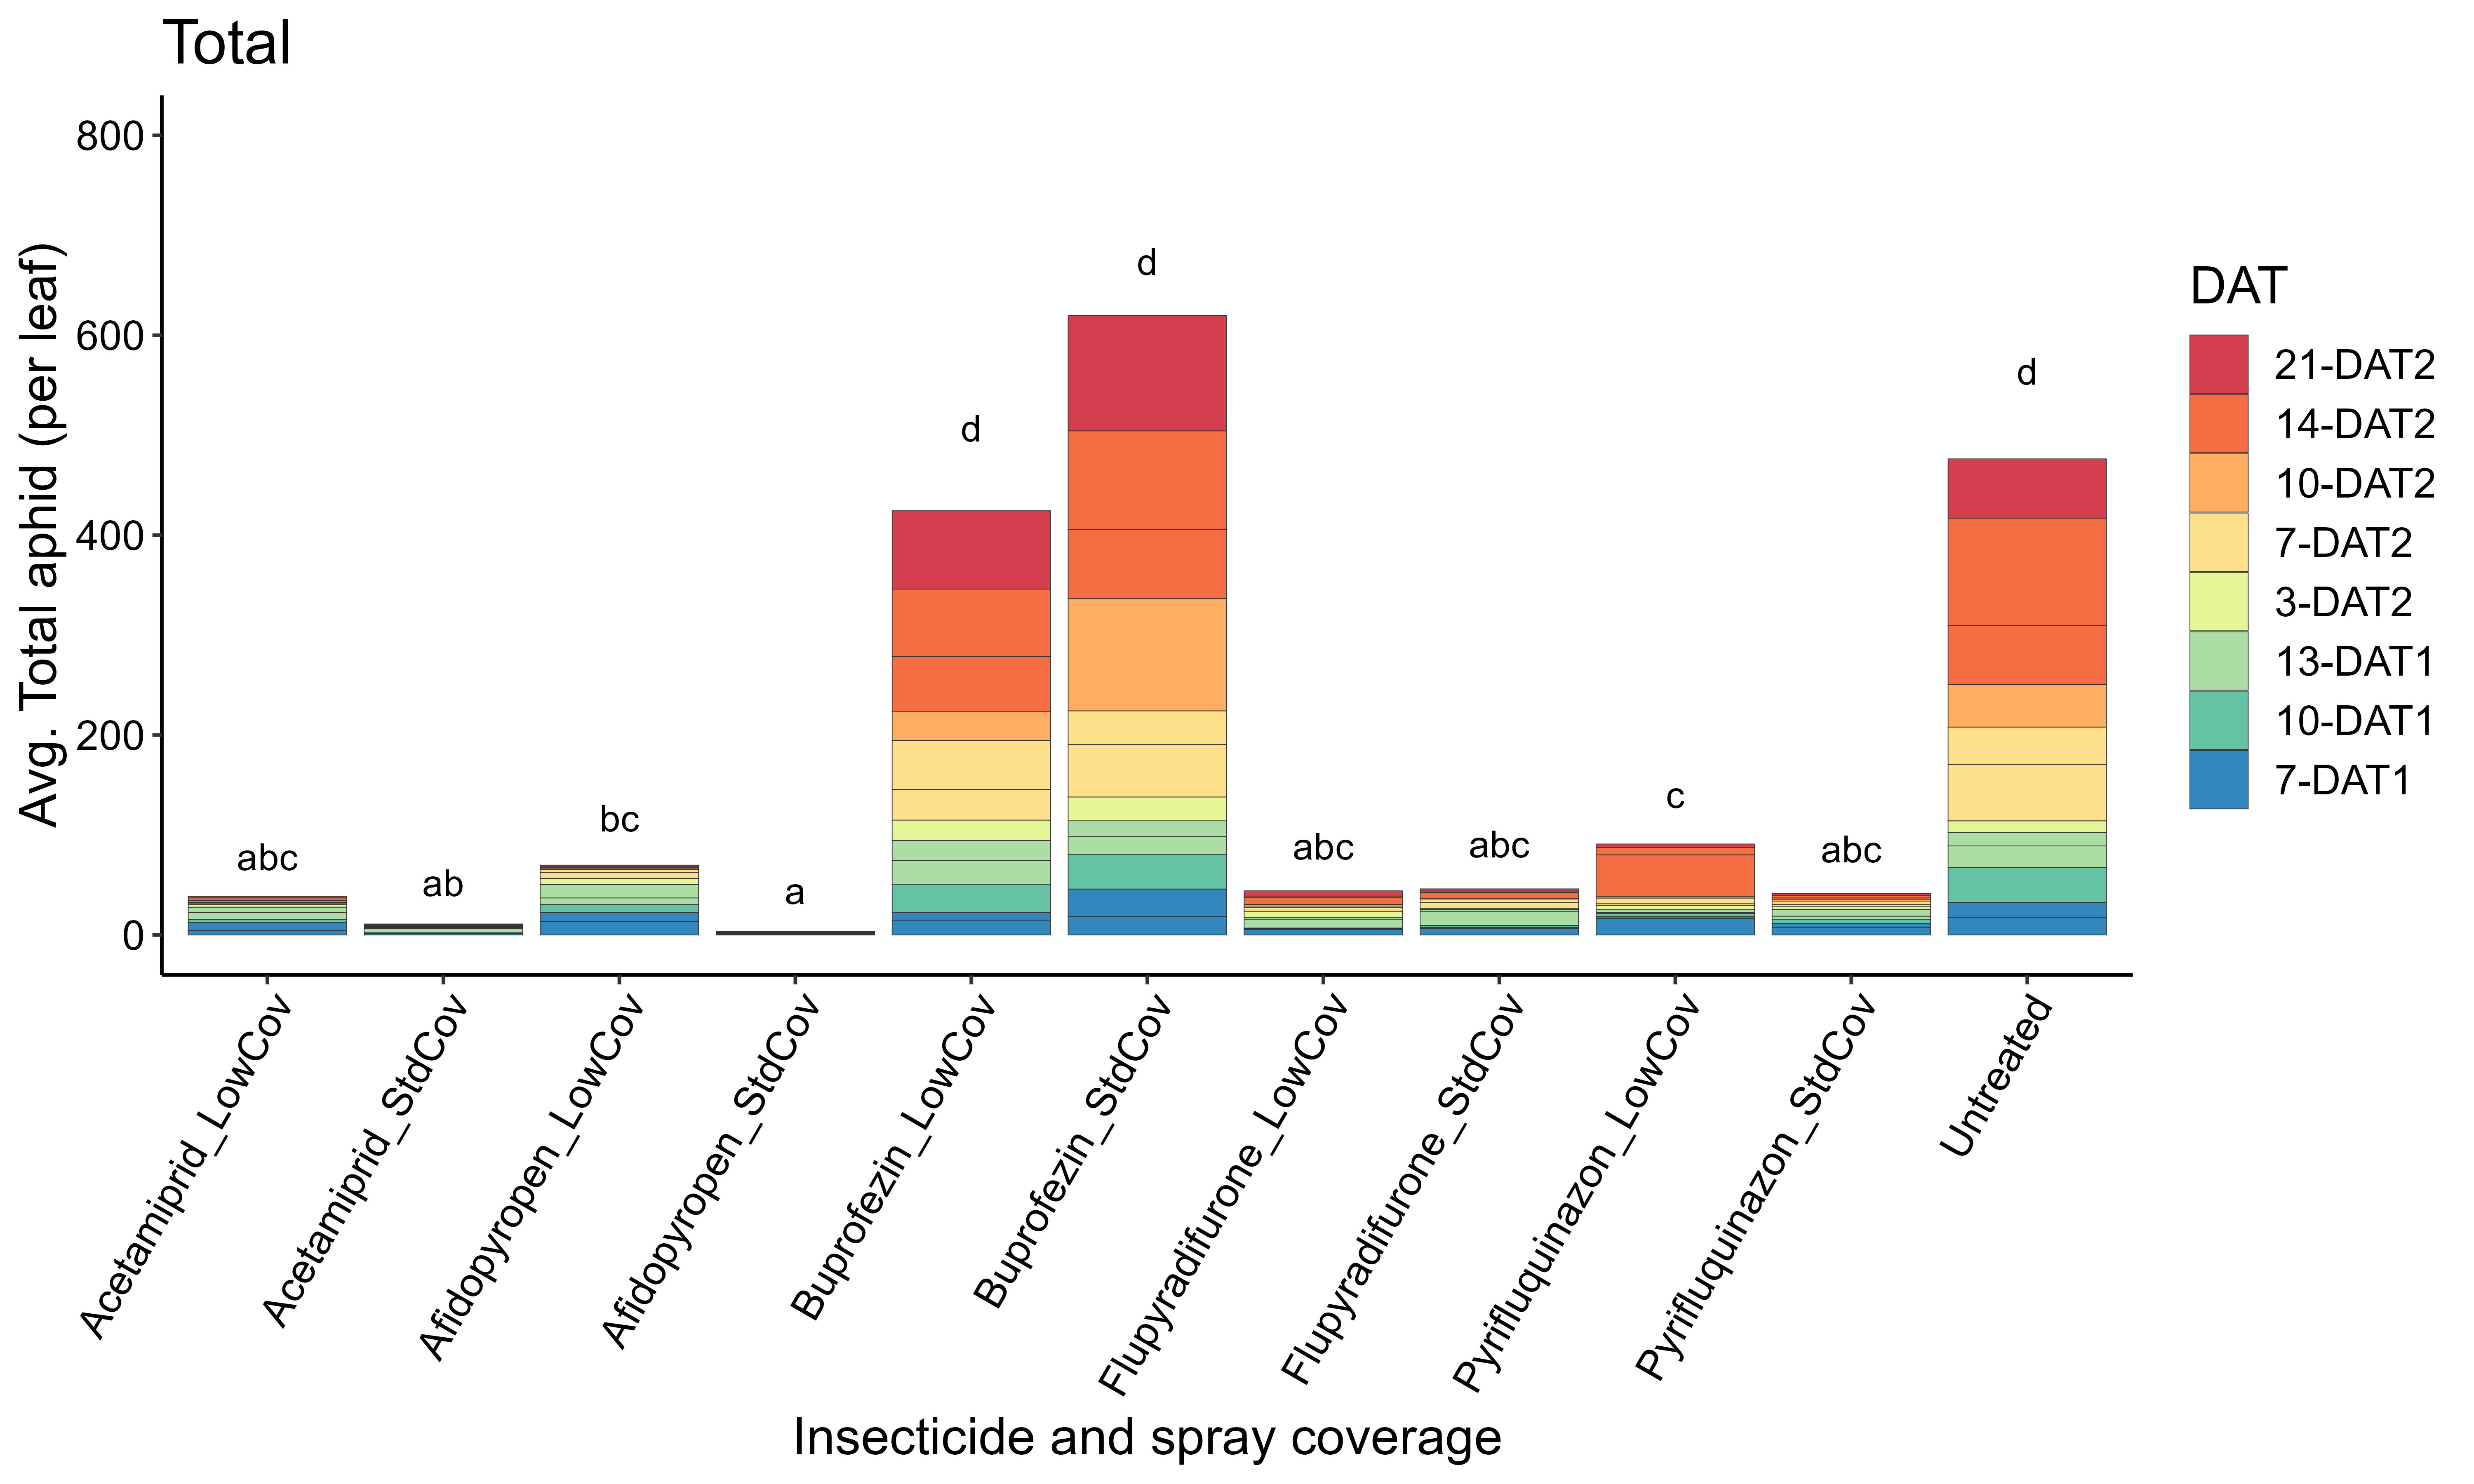 Total
Avg. Total aphid (per leaf)
800
600
400
200
0
abc
ab
bc
a
d
d
abc
abc
c
abc
d
Acetamiprid_LowCov
Acetamiprid_StdCov
Afidopyropen_LowCov
Afidopyropen_StdCov
Buprofezin_LowCov
Buprofezin_StdCov
Flupyradifurone_LowCov
Flupyradifurone_StdCov
Pyrifluquinazon_LowCov
Pyrifluquinazon_StdCov
Untreated
Insecticide and spray coverage
DAT
21-DAT2
14-DAT2
10-DAT2
7-DAT2
3-DAT2
13-DAT1
10-DAT1
7-DAT1